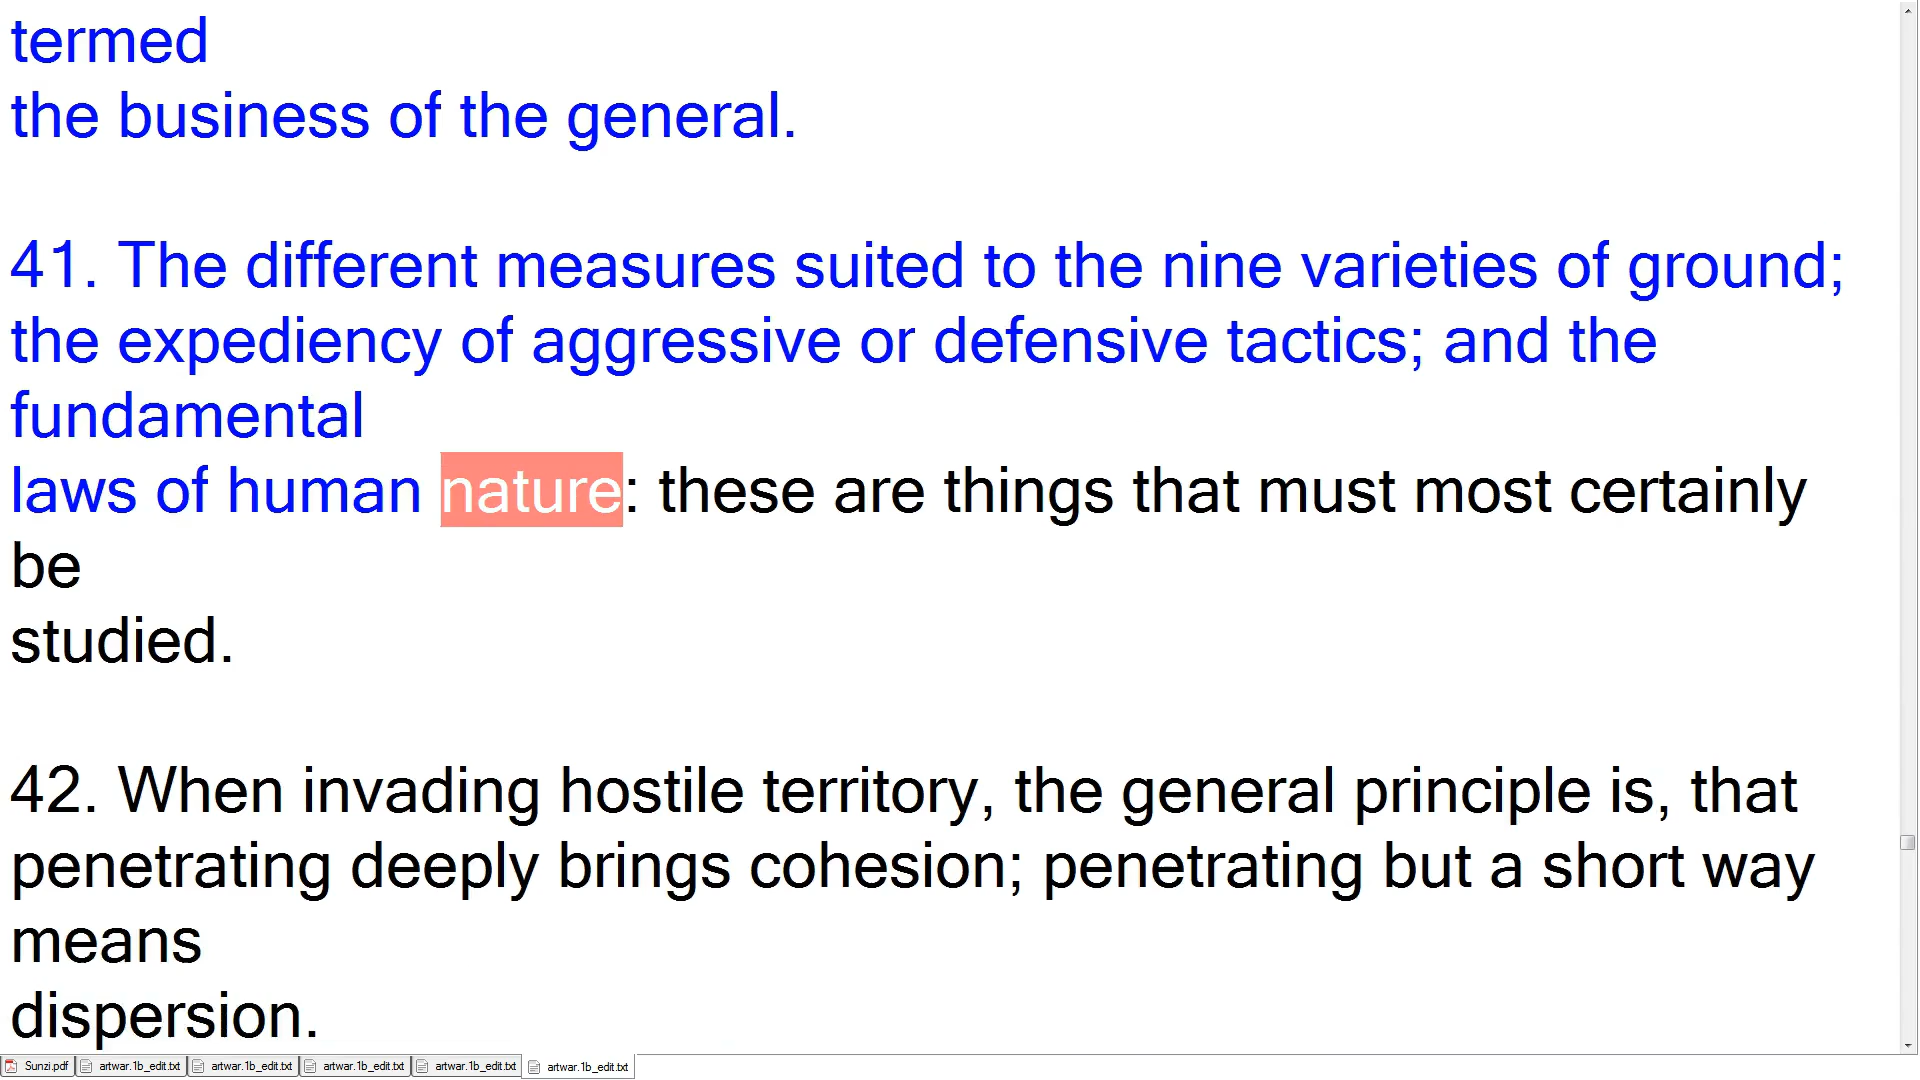 termed
the business of the general.
41. The different measures suited to the nine varieties of ground;
the expediency of aggressive or defensive tactics; and the
fundamental
laws of human nature: these are things that must most certainly
be
studied.
42. When invading hostile territory, the general principle is, that
penetrating deeply brings cohesion; penetrating but a short way
means
dispersion.
Sunzi.pdf artwar.1b_edit.txt artwar.1b_edit.txt artwar.1b_edit.txt artwar.1b_edit.txt artwar.1b_edit.txt